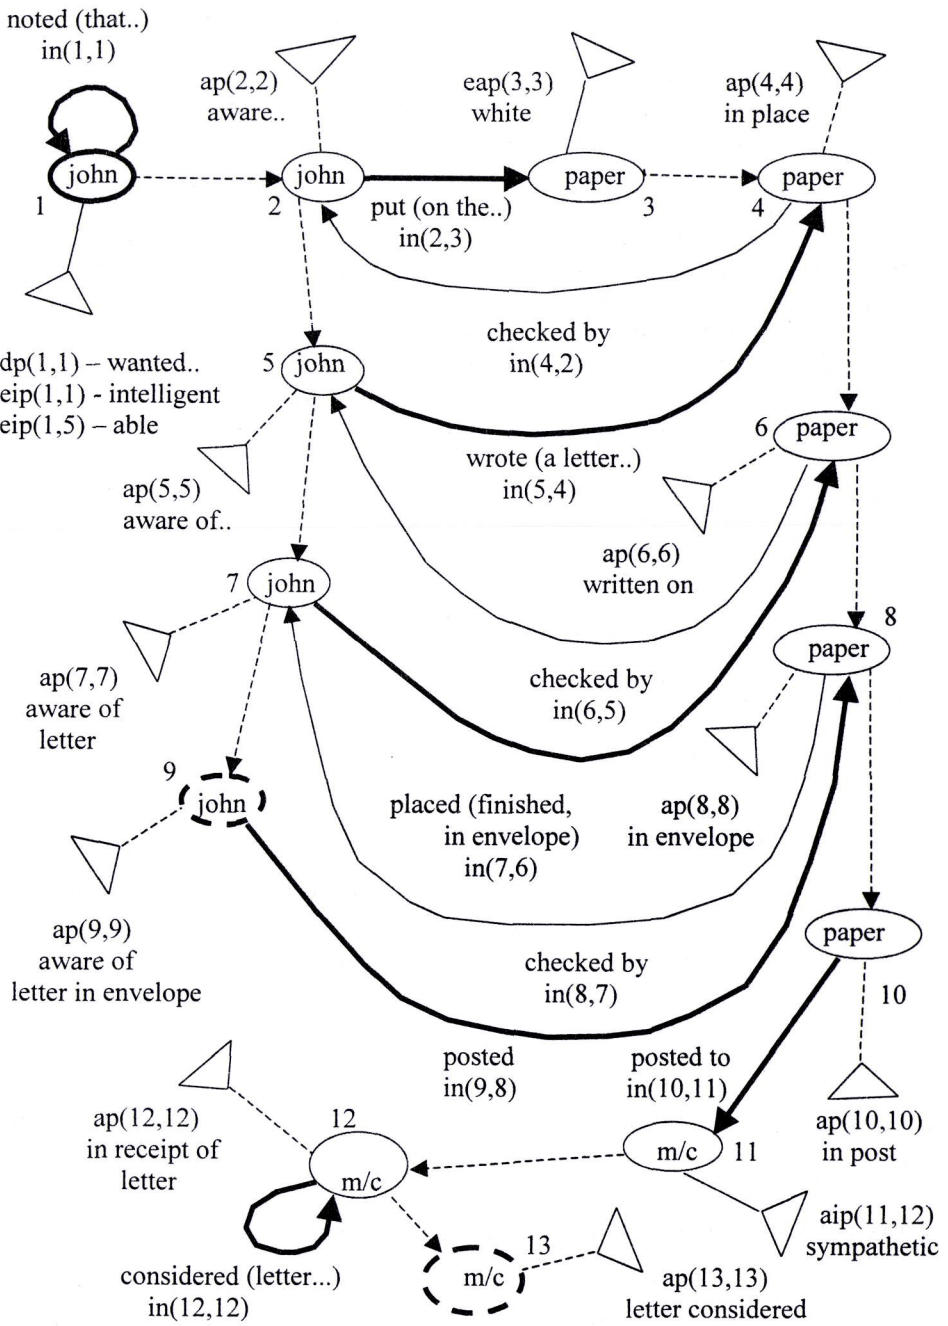 noted (that..)
in(1,1)
ap(2,2)
aware..
eap(3,3)
white
ap(4,4)
in place
john
1
john
2
put (on the..)
in(2,3)
paper
3
paper
4
checked by
in(4,2)
dp(1,1) – wanted..
eip(1,1) - intelligent
eip(1,5) – able
5
john
wrote (a letter..)
in(5,4)
6
paper
ap(5,5)
aware of..
ap(6,6)
written on
7
john
8
paper
checked by
in(6,5)
ap(7,7)
aware of
letter
9
john
placed (finished,
in envelope)
in(7,6)
ap(8,8)
in envelope
ap(9,9)
aware of
letter in envelope
checked by
in(8,7)
paper
10
posted
in(9,8)
posted to
in(10,11)
ap(10,10)
in post
ap(12,12)
in receipt of
letter
12
m/c
m/c
11
aip(11,12)
sympathetic
considered (letter...)
in(12,12)
13
m/c
ap(13,13)
letter considered